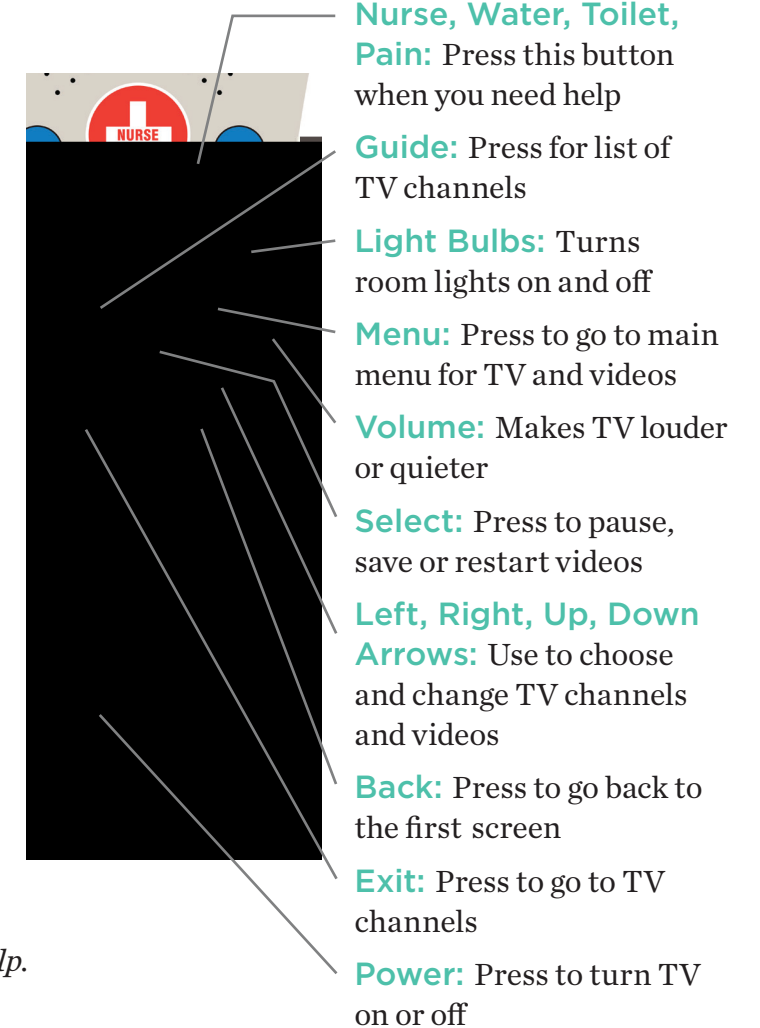 Nurse, Water, Toilet,
Pain: Press this button
when you need help
NURSE
Guide: Press for list of
TV channels
Light Bulbs: Turns
room lights on and off
Menu: Press to go to main
menu for TV and videos
Volume: Makes TV louder
or quieter
Select: Press to pause,
save or restart videos
Left, Right, Up, Down
Arrows: Use to choose
and change TV channels
and videos
Back: Press to go back to
the first screen
Exit: Press to go to TV
channels
Power: Press to turn TV
on or off